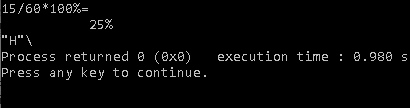 15/60*100%=
25%
"H"\
Process returned 0 (0x0)   execution time : 0.980 s
Press any key to continue.